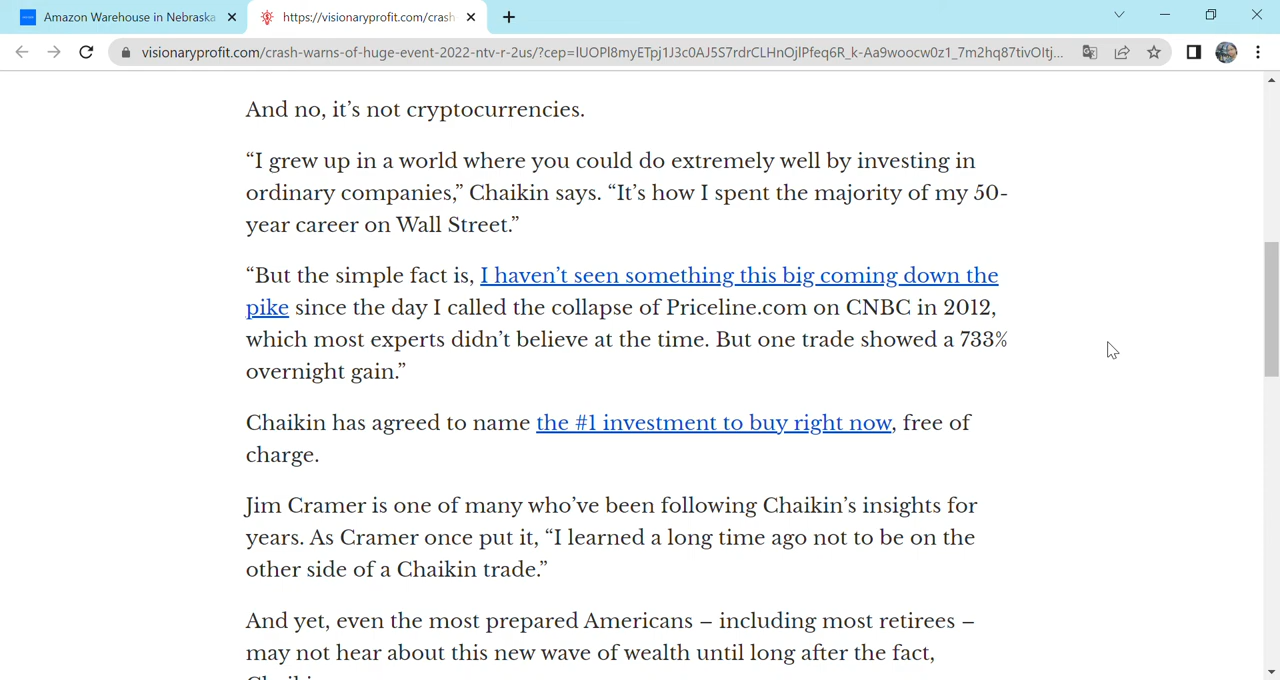 Amazon Warehouse in Nebraska
https://visionaryprofit.com/crash
visionaryprofit.com/crash-warns-of-huge-event-2022-ntv-r-2us/?cep=IUOPl8myETpj1J3c0AJ5S7rdrCLHnOjlPfeq6R_k-Aa9woocw0z1_7m2hq87tivOltj...
And no, it’s not cryptocurrencies.
“I grew up in a world where you could do extremely well by investing in
ordinary companies,” Chaikin says. “It’s how I spent the majority of my 50-
year career on Wall Street.”
“But the simple fact is, I haven’t seen something this big coming down the
pike since the day I called the collapse of Priceline.com on CNBC in 2012,
which most experts didn’t believe at the time. But one trade showed a 733%
overnight gain.”
Chaikin has agreed to name the #1 investment to buy right now, free of
charge.
Jim Cramer is one of many who’ve been following Chaikin’s insights for
years. As Cramer once put it, “I learned a long time ago not to be on the
other side of a Chaikin trade.”
And yet, even the most prepared Americans – including most retirees –
may not hear about this new wave of wealth until long after the fact,